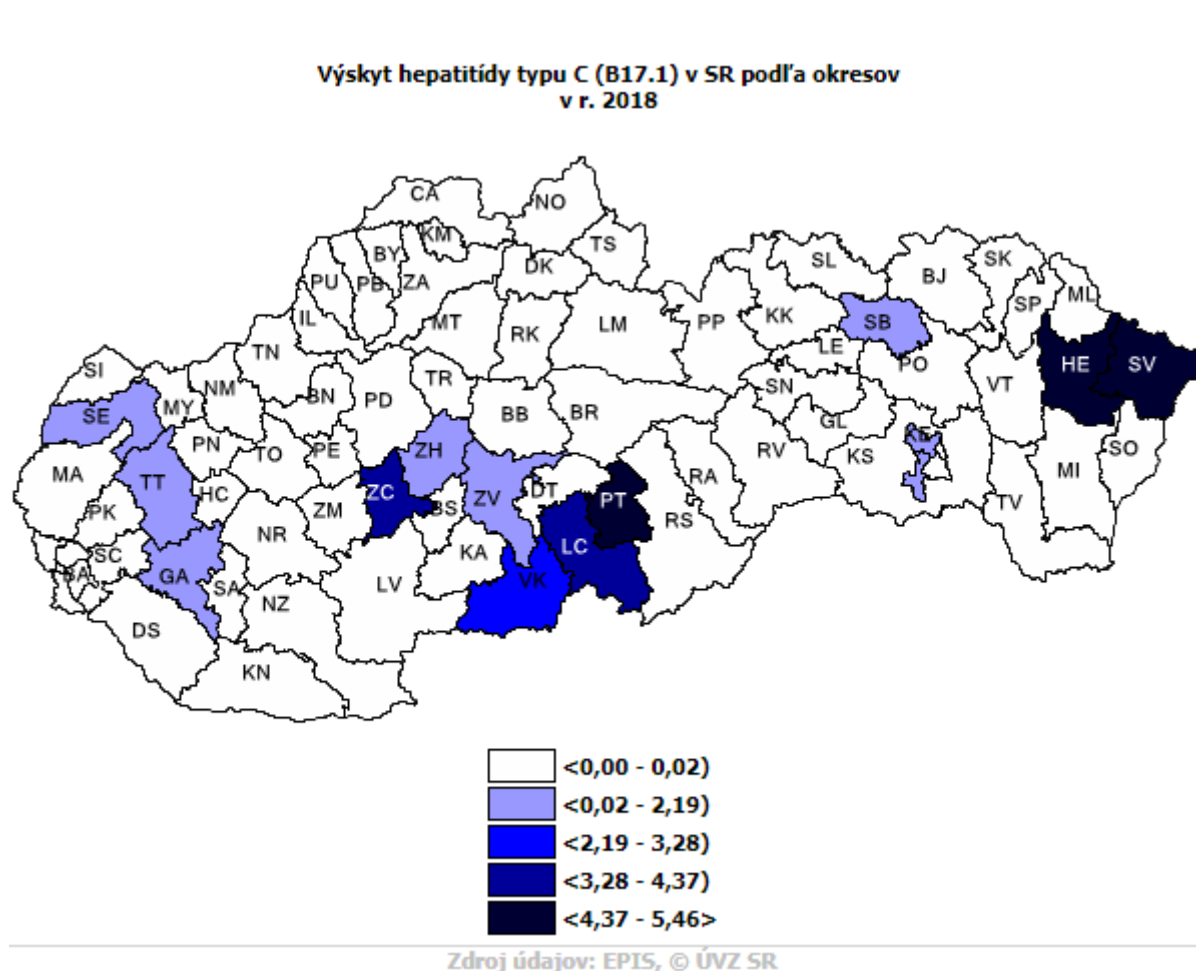 Výskyt hepatitídy typu C (B17.1) v SR podľa okresov
v r. 2018
CA
NO
KM
TS
BY
DK
SL
SK
PU
PB
ZA
BJ
ML
SP
IL
MT
RK
LM
PP
KK
SB
TN
LE
PO
HE
SV
SI
NM
BN
PD
TR
SN
VT
SE
MY
BB
BR
GL
PN
TO
PE
ZH
RV
KS
KE
SO
MA
TT
HC
ZC
ZV
DT
PT
RA
MI
PK
ZM
BS
RS
TV
NR
SC
KA
LC
BA
GA
SA
LV
VK
NZ
DS
KN
<0,00 - 0,02)
<0,02 - 2,19)
<2,19 - 3,28)
<3,28 - 4,37)
<4,37 - 5,46>
Zdroj údajov: EPIS, © ÚVZ SR